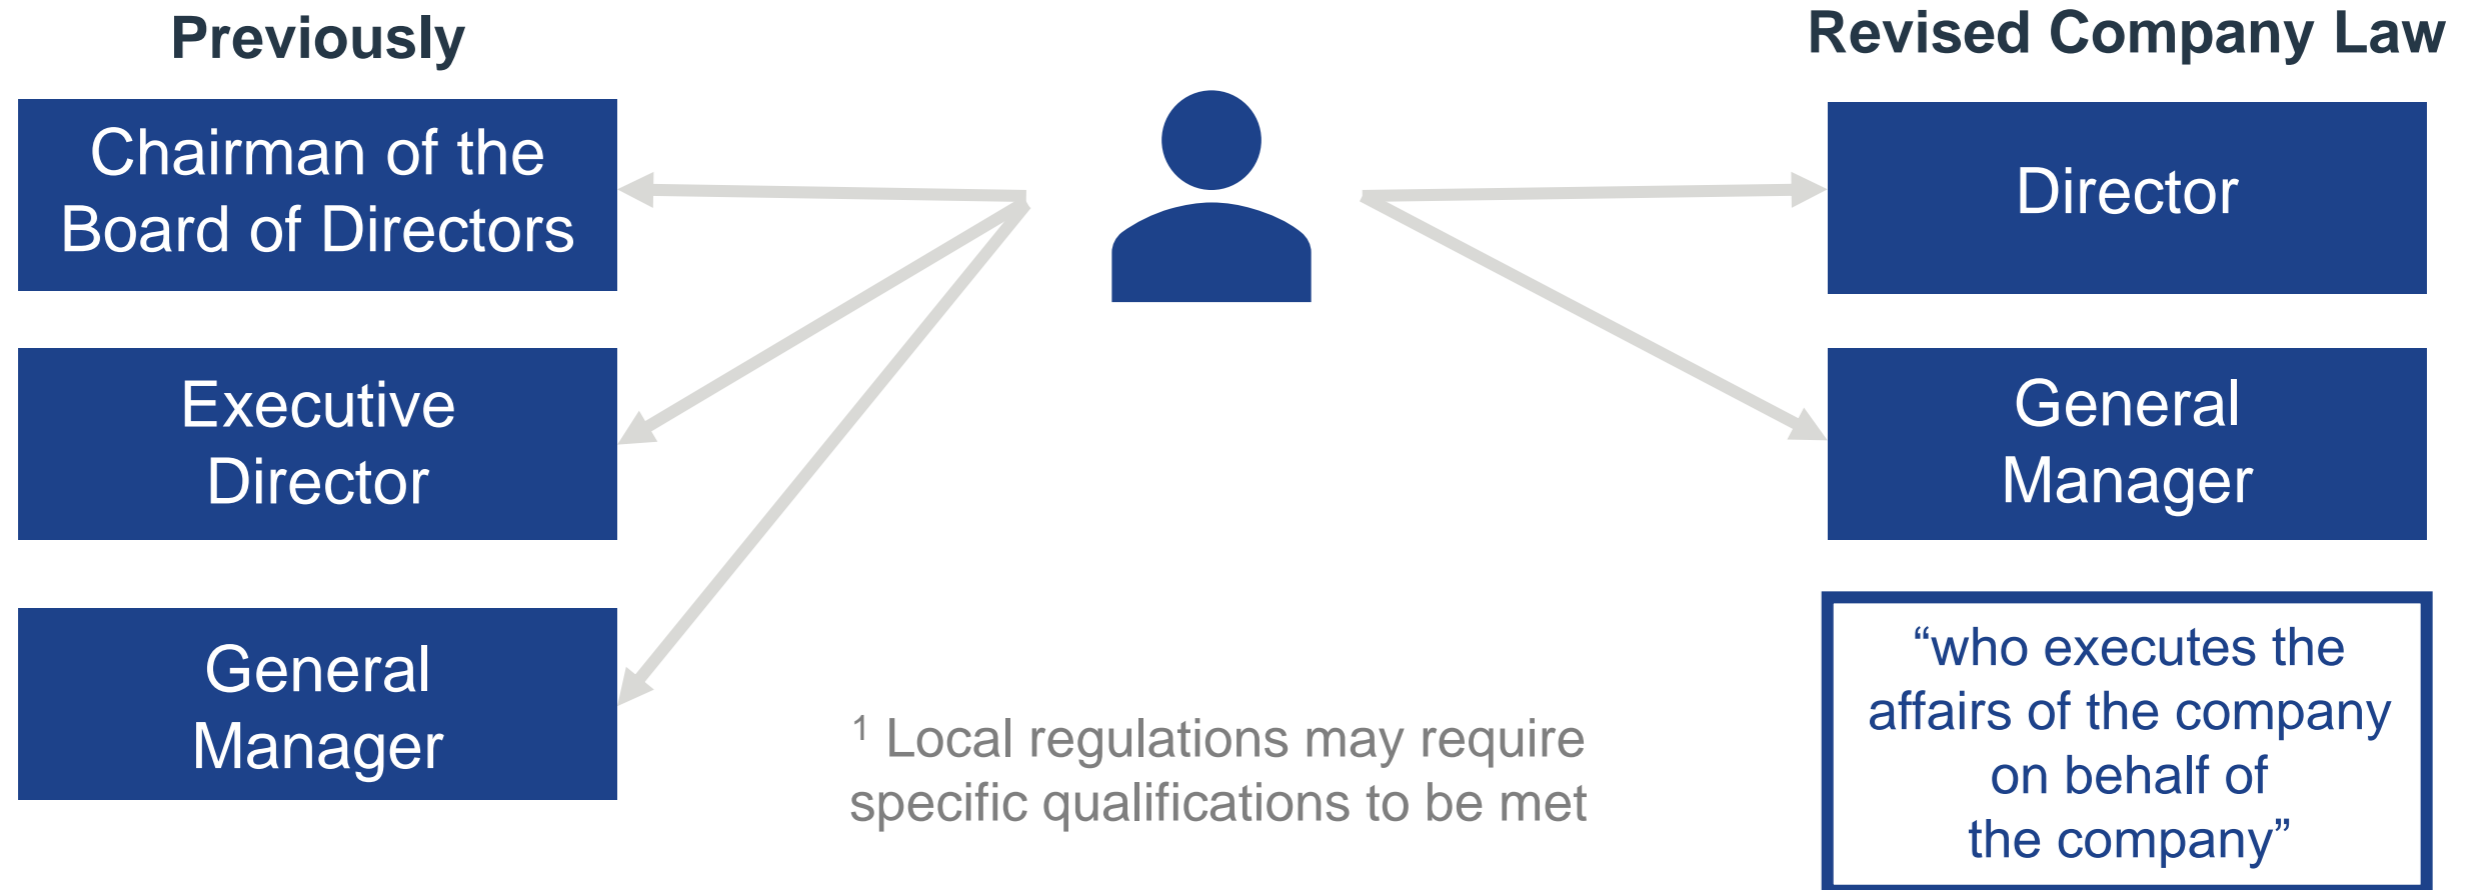 Previously
Chairman of the
Board of Directors
Executive
Director
General
Manager
¹ Local regulations may require
specific qualifications to be met
Revised Company Law
Director
General
Manager
“who executes the
affairs of the company
on behalf of
the company”